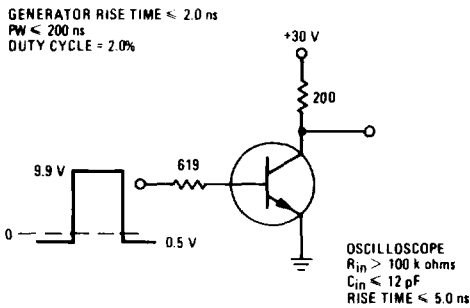 GENERATOR RISE TIME ≤ 2.0 ns
PW ≤ 200 ns
DUTY CYCLE = 2.0%
+30 V
200
619
9.9 V
0
0.5 V
OSCILLOSCOPE
Rin > 100 k ohms
Cin ≤ 12 pF
RISE TIME ≤ 5.0 ns